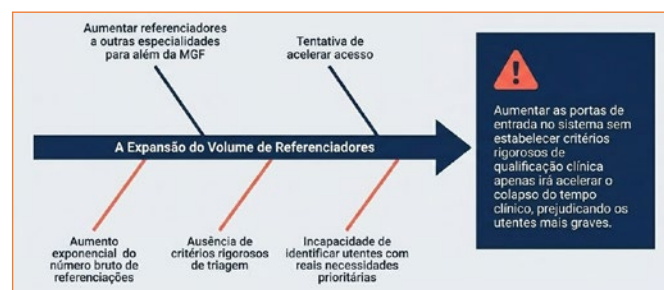 Aumentar referenciadores
a outras especialidades
para além da MGF
Tentativa de
acelerar acesso
A Expansão do Volume de Referenciadores
Aumento
exponencial do
número bruto de
referenciações
Ausência de
critérios rigorosos
de triagem
Incapacidade de
identificar utentes com
reais necessidades
prioritárias
Aumentar as portas de
entrada no sistema sem
estabelecer critérios
rigorosos de
qualificação clínica
apenas irá acelerar o
colapso do tempo
clínico, prejudicando os
utentes mais graves.